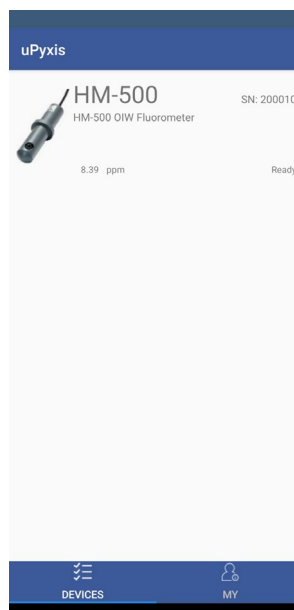 uPyxis
HM-500
SN: 200010
HM-500 OIW Fluorometer
8.39 ppm
Ready
DEVICES
MY